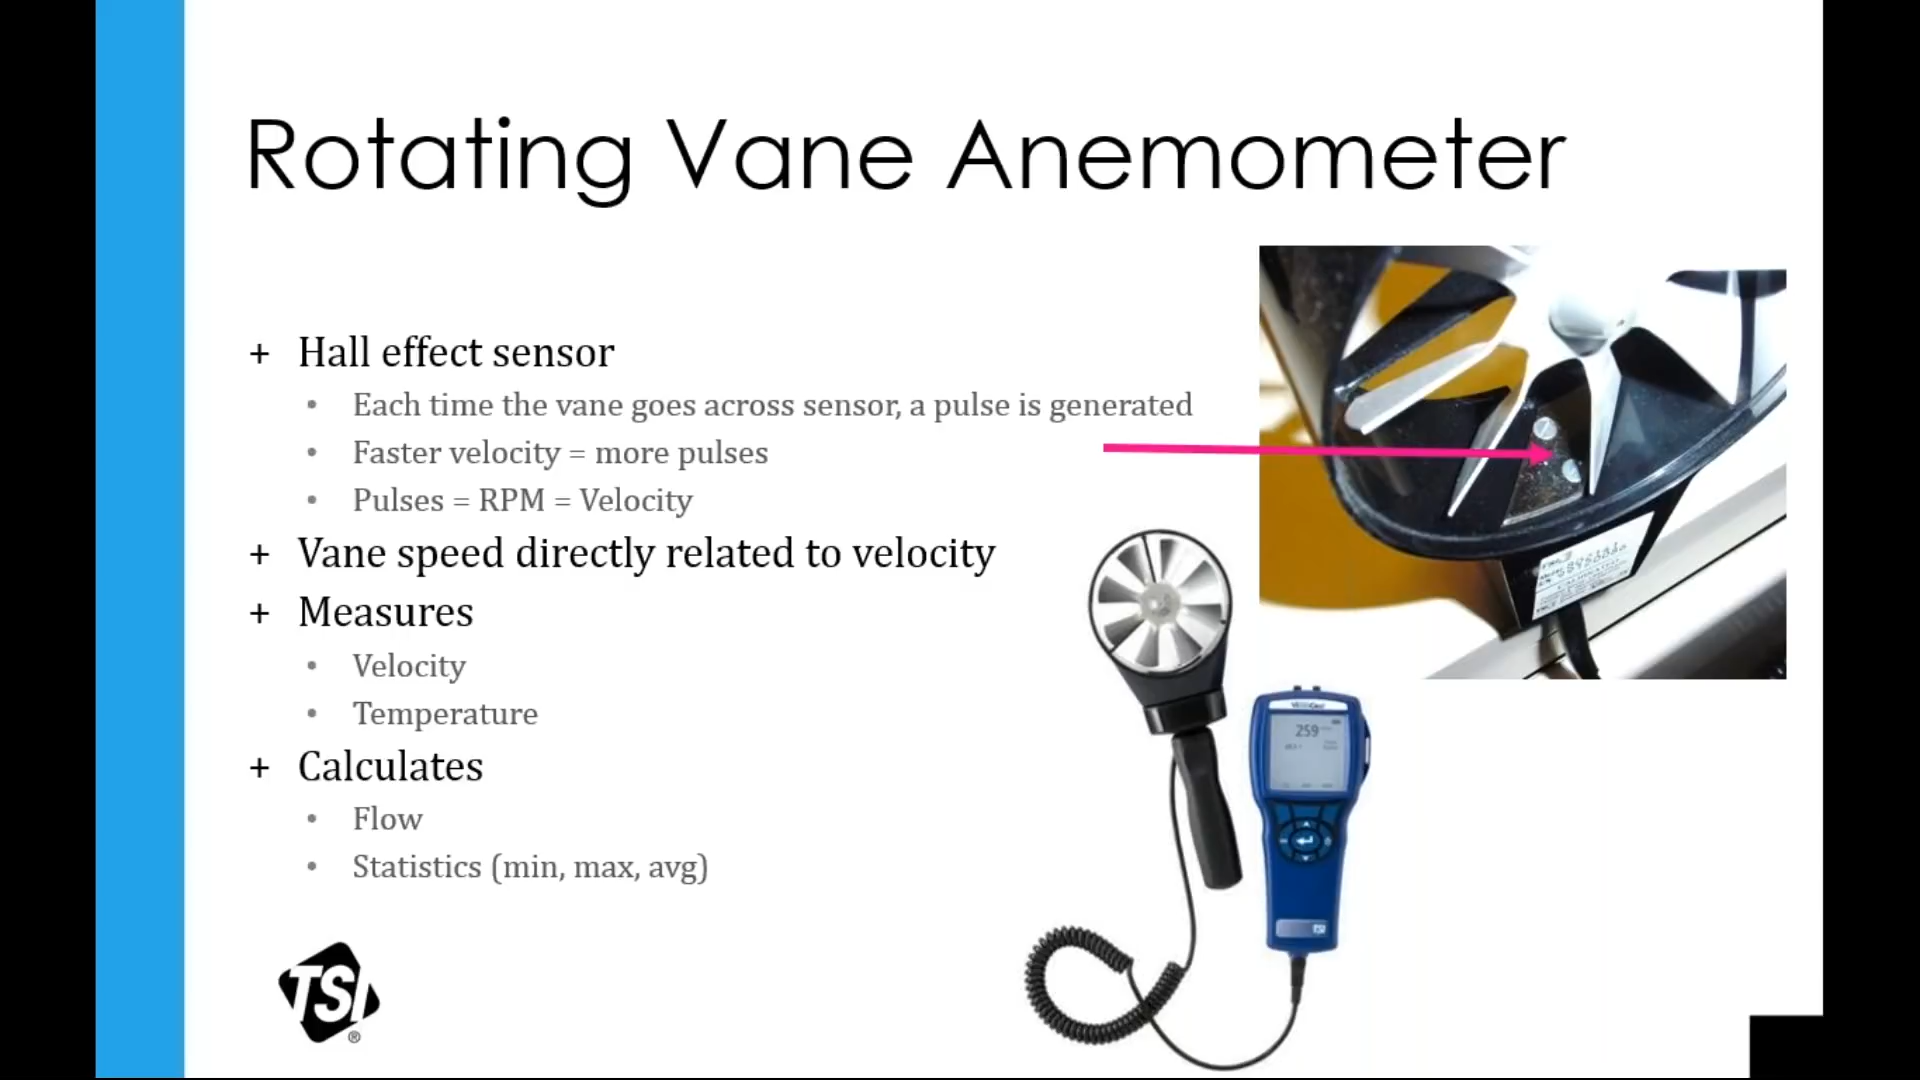 Rotating Vane Anemometer
+ Hall effect sensor
• Each time the vane goes across sensor, a pulse is generated
• Faster velocity = more pulses
• Pulses = RPM = Velocity
+ Vane speed directly related to velocity
+ Measures
• Velocity
• Temperature
+ Calculates
• Flow
• Statistics (min, max, avg)
259
TSI
TSI®